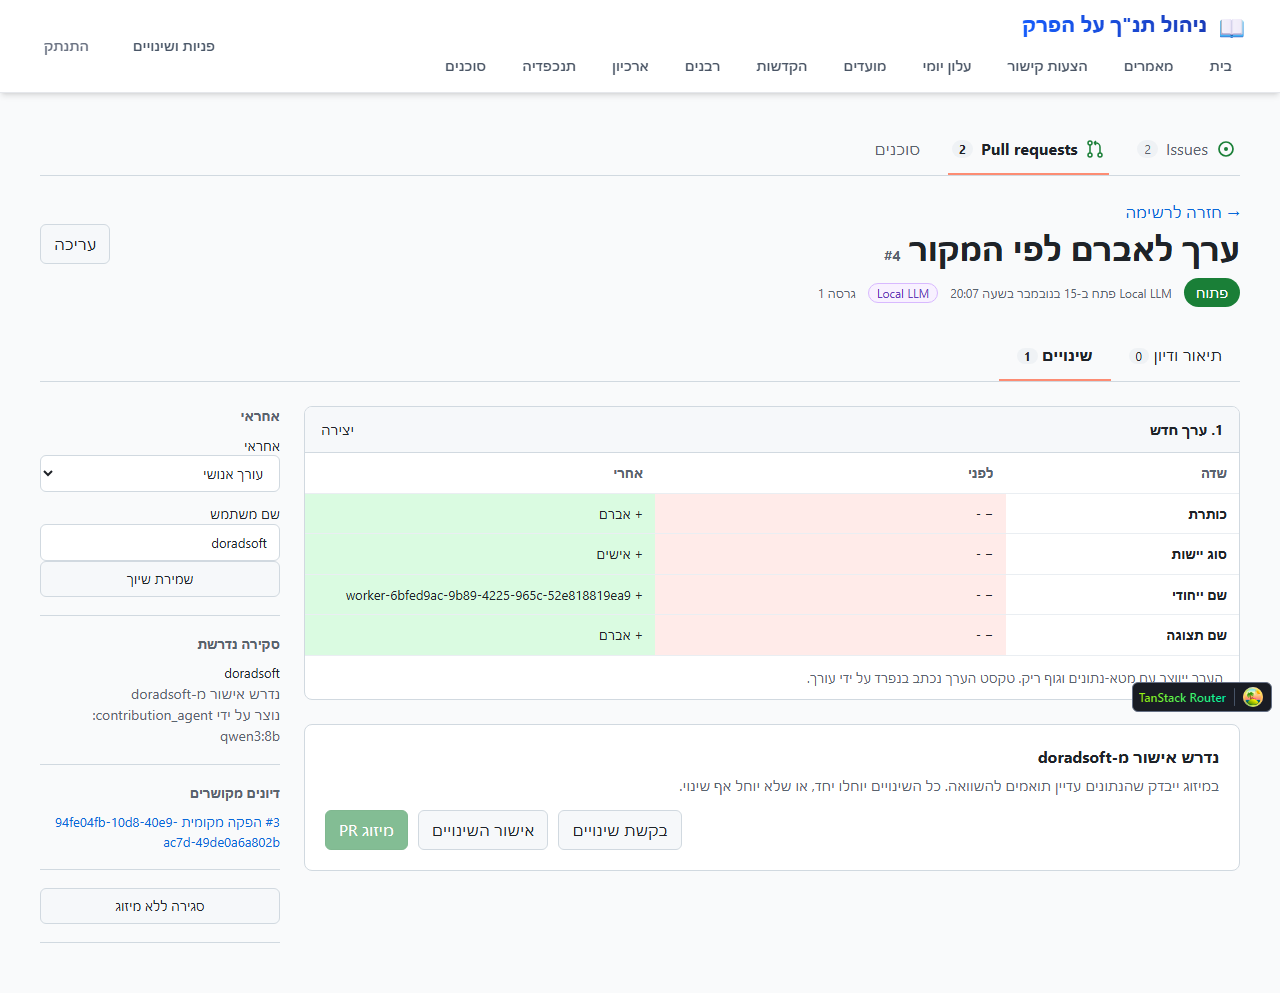 ניהול תנ"ך על הפרק
בית
מאמרים
הצעות קישור
עלון יומי
מועדים
הקדשות
רבנים
ארכיון
תנכפדיה
סוכנים
פניות ושינויים
התנתק
Issues 2
Pull requests 2
סוכנים
→ חזרה לרשימה
ערך לאברם לפי המקור #4
עריכה
פתוח
Local LLM פתח ב-15 בנובמבר בשעה 20:07
Local LLM
גרסה 1
תיאור ודיון 0
שינויים 1
1. ערך חדש
יצירה
שדה לפני אחרי
כותרת – - + אברם
סוג יישות – - + אישים
שם ייחודי – - + worker-6bfed9ac-9b89-4225-965c-52e818819ea9
שם תצוגה – - + אברם
הערך ייווצר עם מטא-נתונים וגוף ריק. טקסט הערך נכתב בנפרד על ידי עורך.
נדרש אישור מ-doradsoft
במיזוג ייבדק שהנתונים עדיין תואמים להשוואה. כל השינויים יוחלו יחד, או שלא יוחל אף שינוי.
בקשת שינויים
אישור השינויים
מיזוג PR
אחראי
אחראי
עורך אנושי
שם משתמש
doradsoft
שמירת שיוך
סקירה נדרשת
doradsoft
נדרש אישור מ-doradsoft
נוצר על ידי contribution_agent:
qwen3:8b
דיונים מקושרים
#3 הפקה מקומית 94fe04fb-10d8-40e9-
ac7d-49de0a6a802b
סגירה ללא מיזוג
TanStack Router